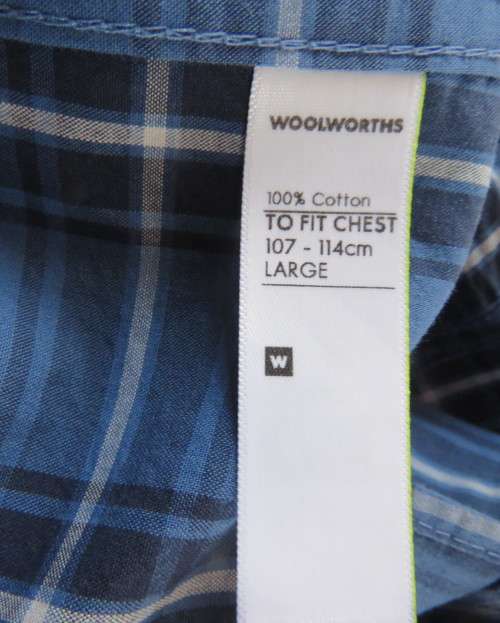 WOOLWORTHS
100% Cotton
TO FIT CHEST
107 - 114cm
LARGE
W